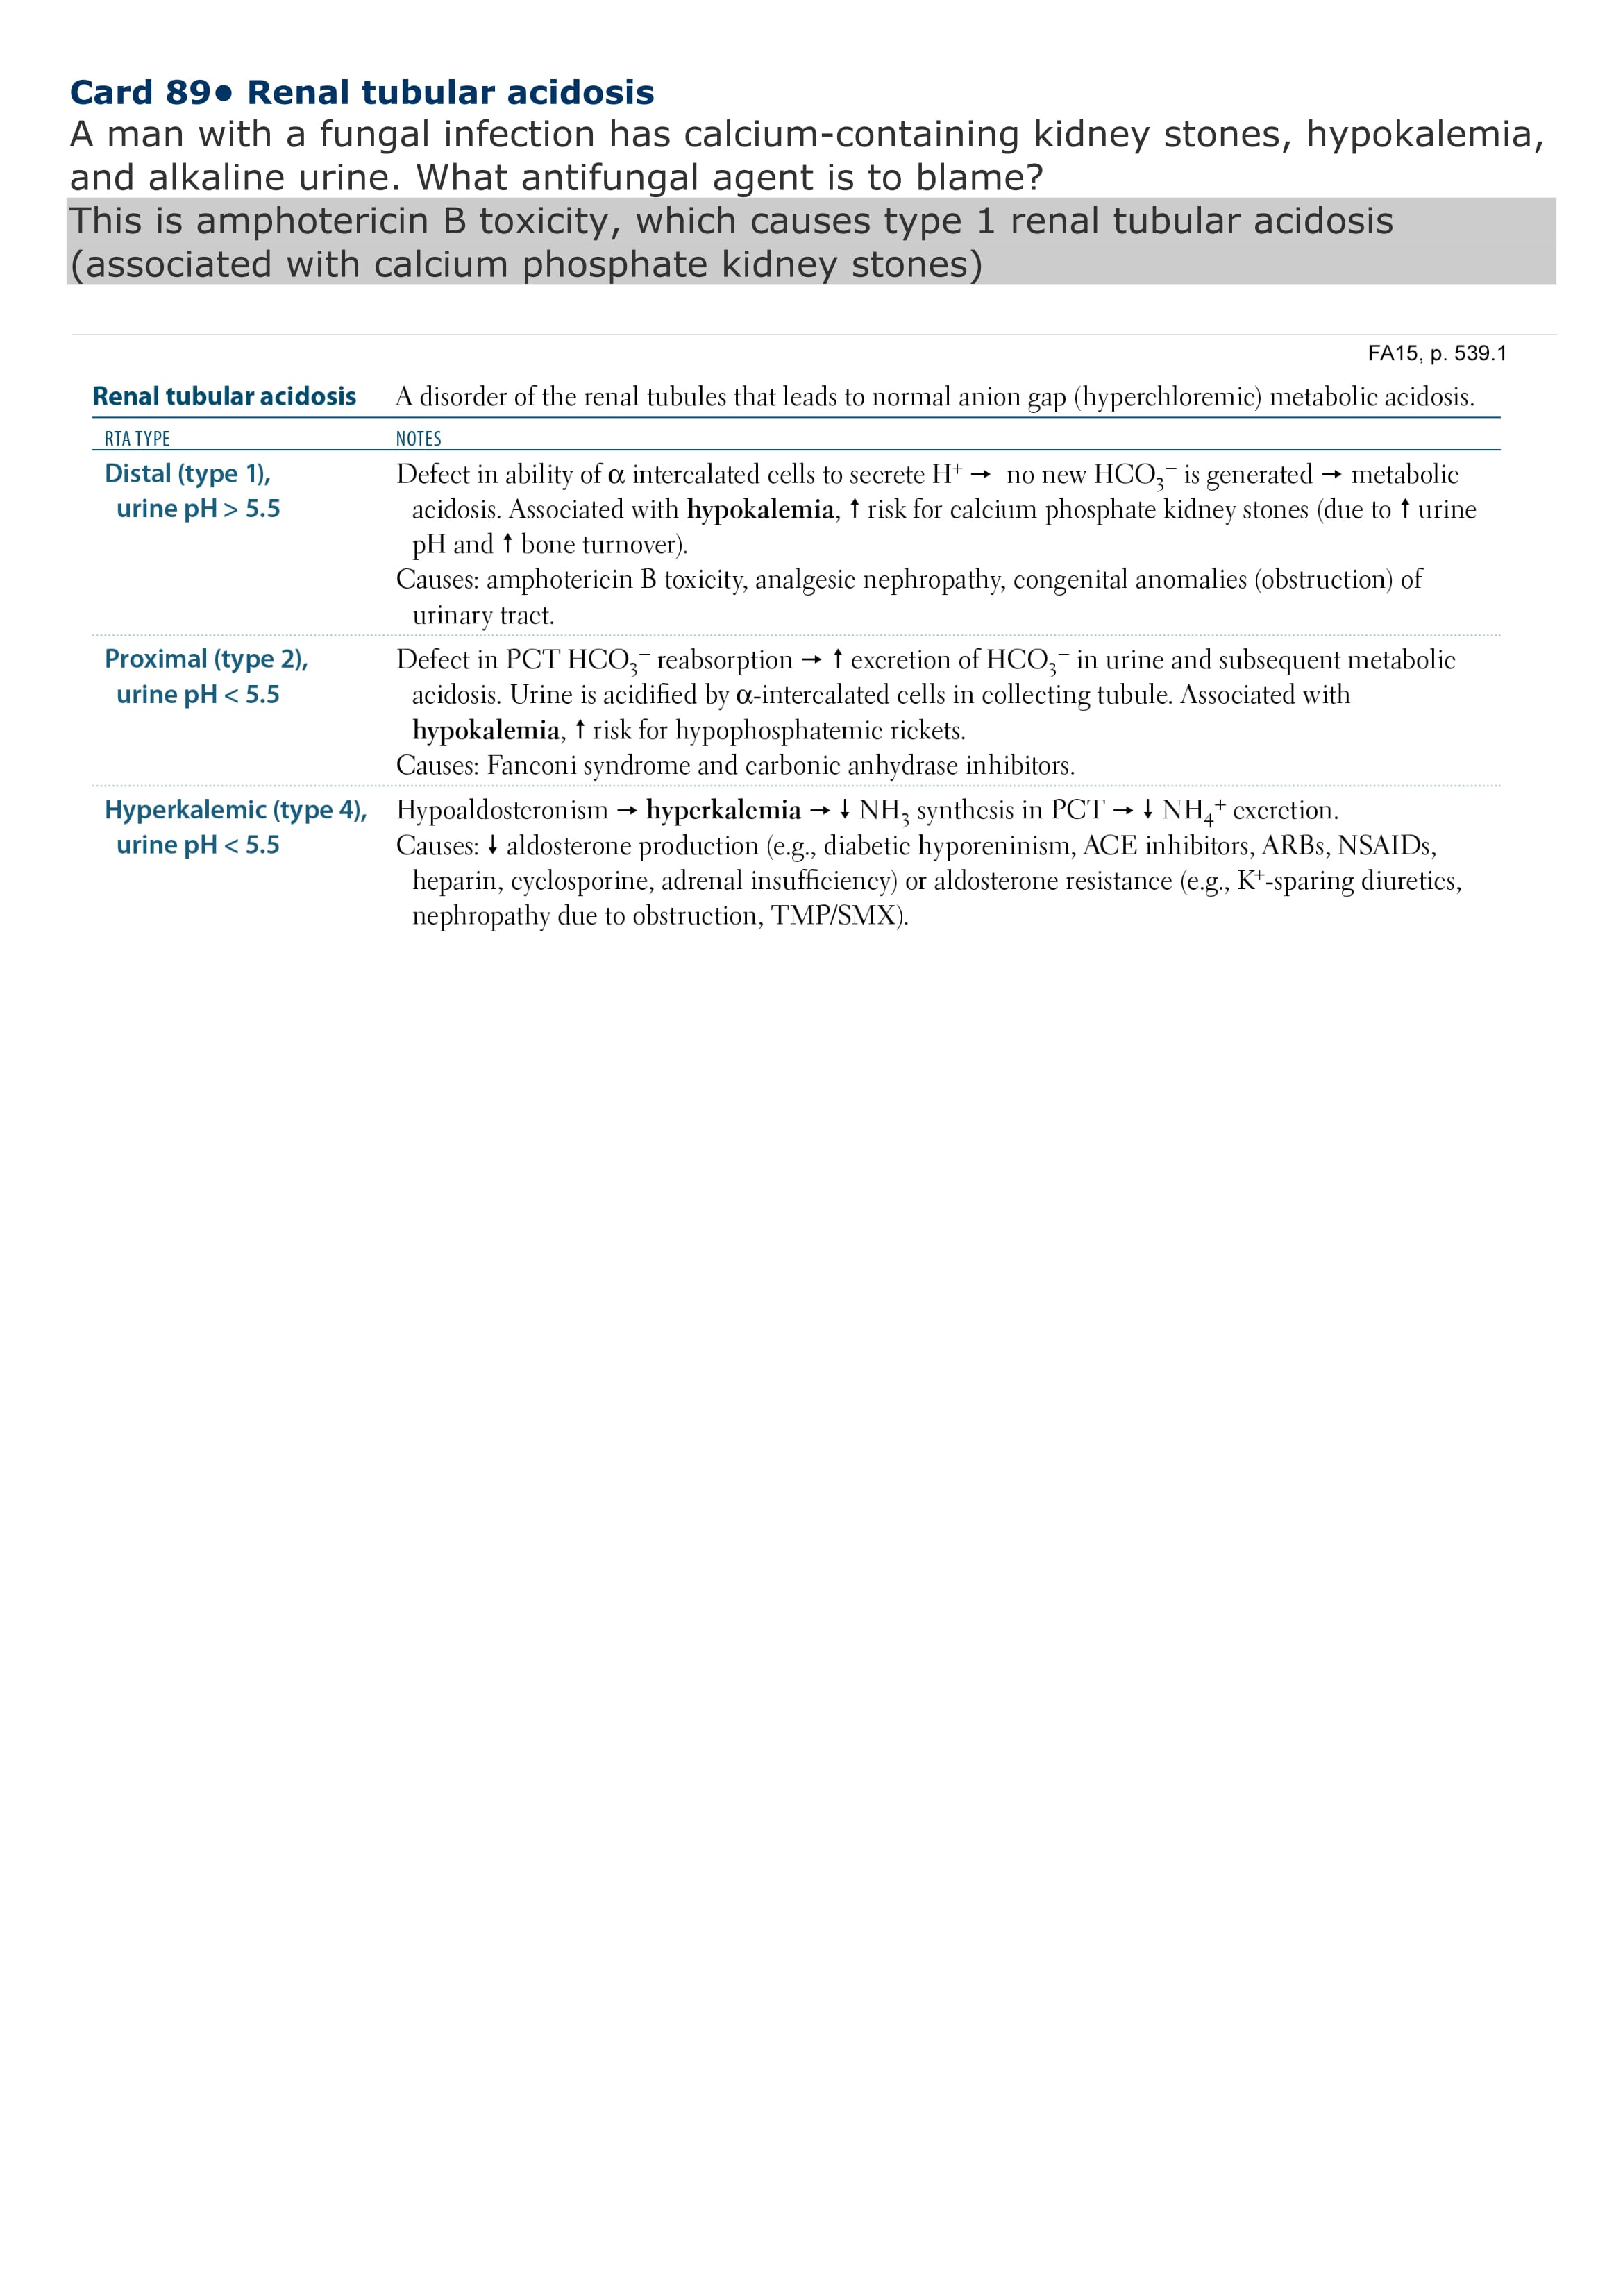 Card 89● Renal tubular acidosis
A man with a fungal infection has calcium-containing kidney stones, hypokalemia,
and alkaline urine. What antifungal agent is to blame?
This is amphotericin B toxicity, which causes type 1 renal tubular acidosis
(associated with calcium phosphate kidney stones)
FA15, p. 539.1
Renal tubular acidosis A disorder of the renal tubules that leads to normal anion gap (hyperchloremic) metabolic acidosis.
RTA TYPE NOTES
Distal (type 1), Defect in ability of α intercalated cells to secrete H⁺ → no new HCO₃⁻ is generated → metabolic
urine pH > 5.5 acidosis. Associated with hypokalemia, ↑ risk for calcium phosphate kidney stones (due to ↑ urine
pH and ↑ bone turnover).
Causes: amphotericin B toxicity, analgesic nephropathy, congenital anomalies (obstruction) of
urinary tract.
Proximal (type 2), Defect in PCT HCO₃⁻ reabsorption → ↑ excretion of HCO₃⁻ in urine and subsequent metabolic
urine pH < 5.5 acidosis. Urine is acidified by α-intercalated cells in collecting tubule. Associated with
hypokalemia, ↑ risk for hypophosphatemic rickets.
Causes: Fanconi syndrome and carbonic anhydrase inhibitors.
Hyperkalemic (type 4), Hypoaldosteronism → hyperkalemia → ↓ NH₃ synthesis in PCT → ↓ NH₄⁺ excretion.
urine pH < 5.5 Causes: ↓ aldosterone production (e.g., diabetic hyporeninism, ACE inhibitors, ARBs, NSAIDs,
heparin, cyclosporine, adrenal insufficiency) or aldosterone resistance (e.g., K⁺-sparing diuretics,
nephropathy due to obstruction, TMP/SMX).